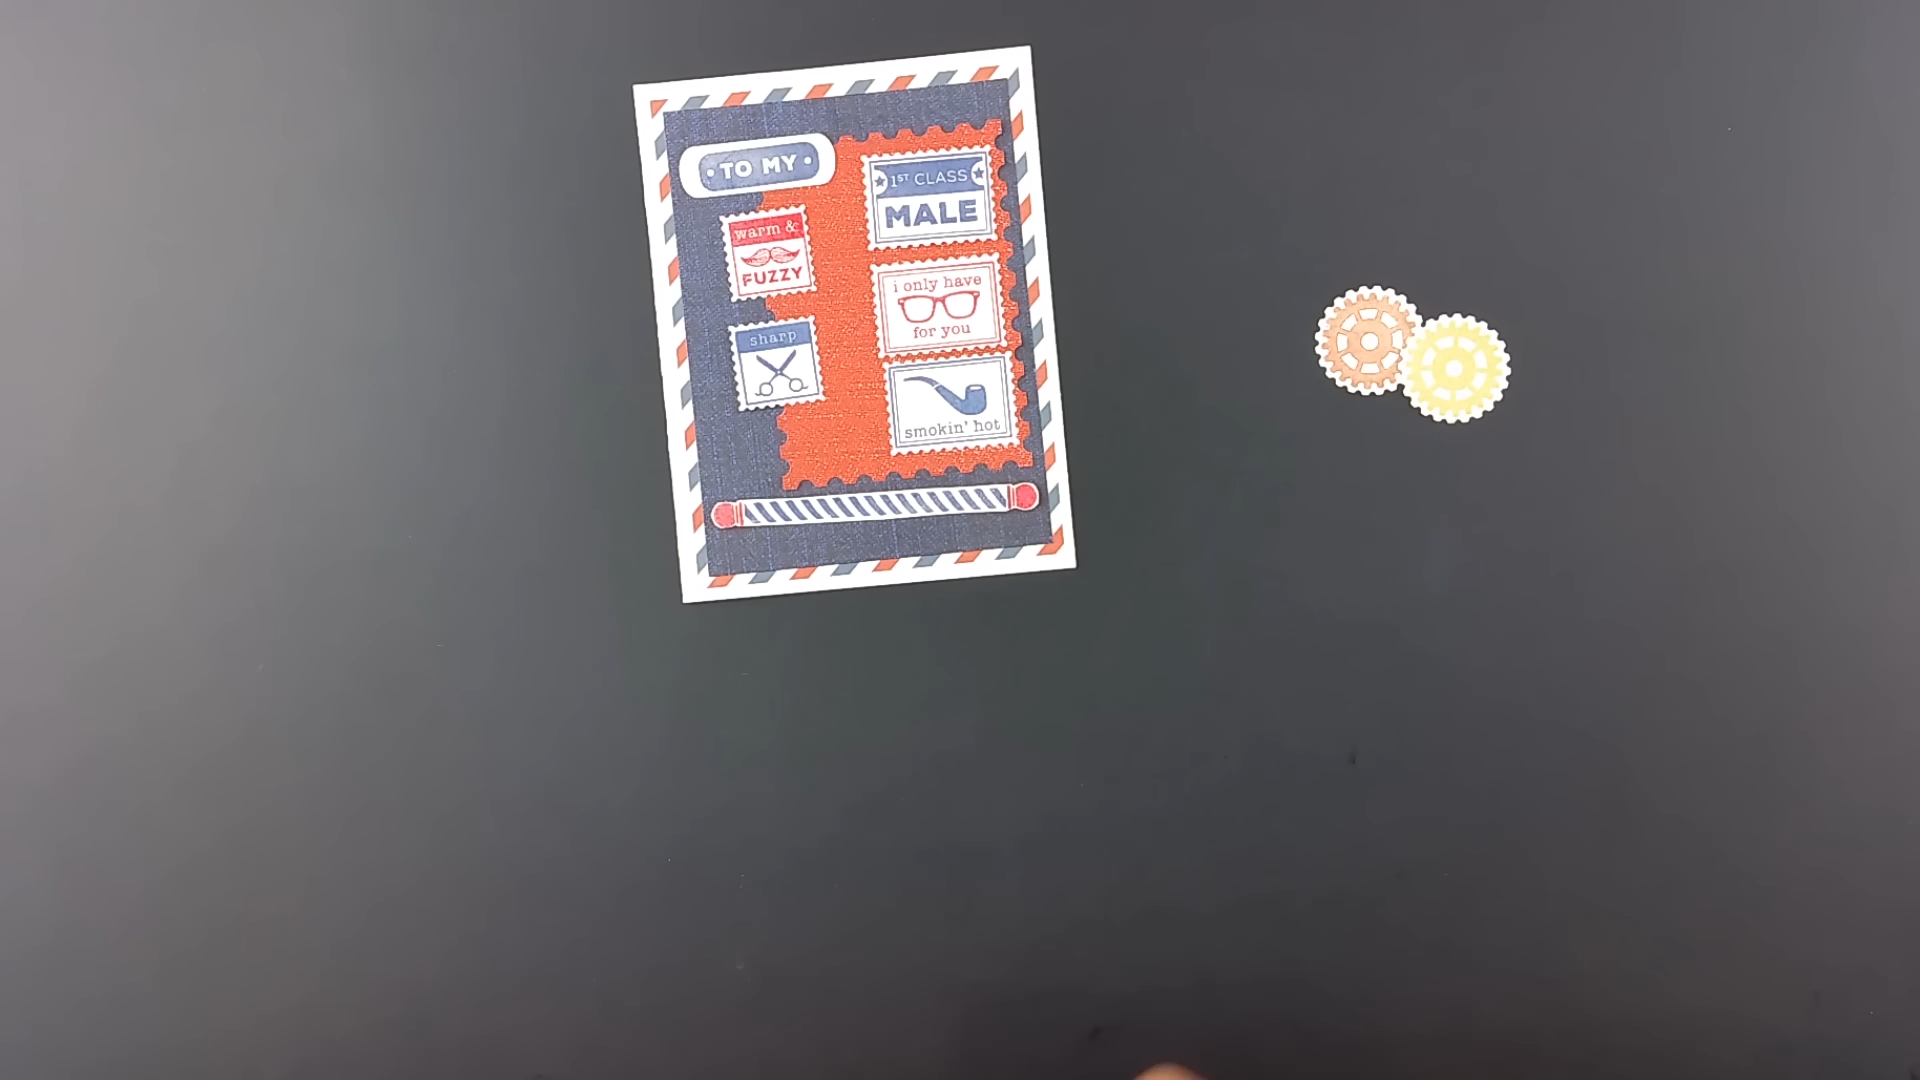 • TO MY •
1ST CLASS
MALE
warm &
FUZZY
i only have
for you
sharp
smokin' hot